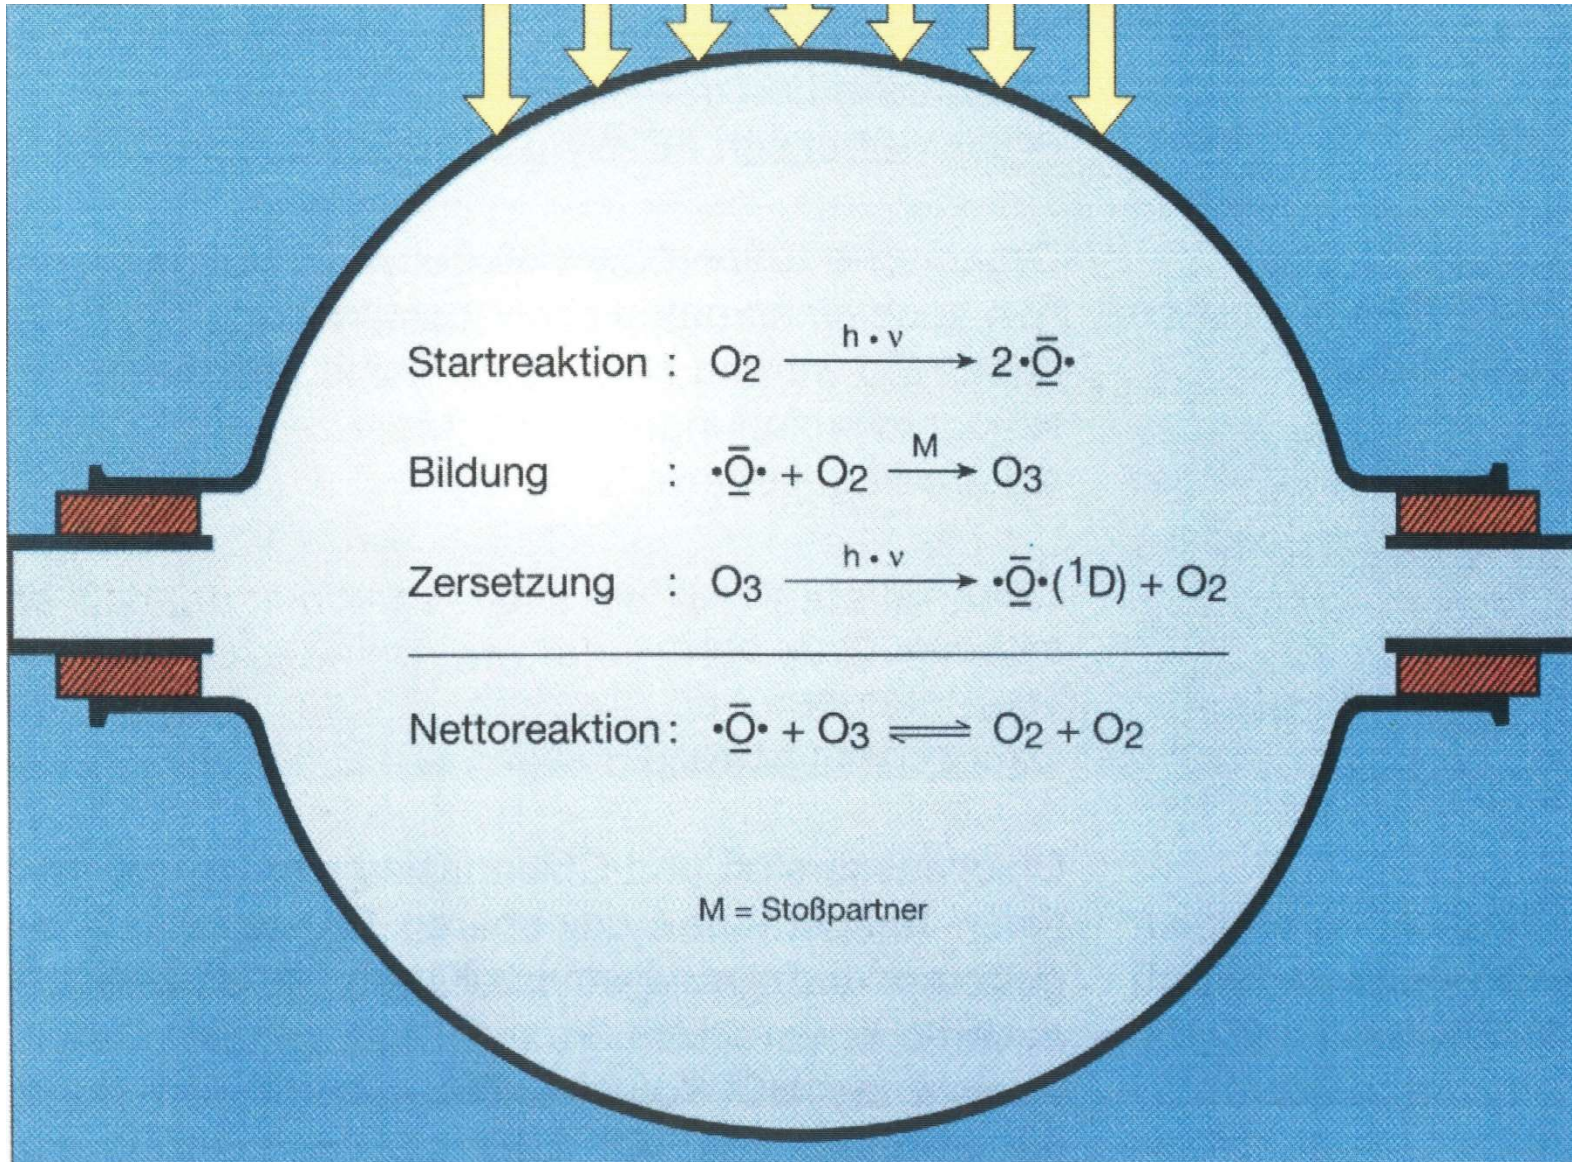 Startreaktion : O₂ —h • ν→ 2 •O̲̅•
Bildung : •O̲̅• + O₂ —M→ O₃
Zersetzung : O₃ —h • ν→ •O̲̅•(¹D) + O₂
Nettoreaktion : •O̲̅• + O₃ ⇌ O₂ + O₂
M = Stoßpartner